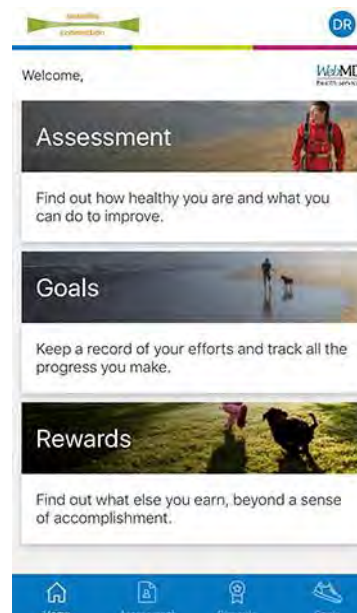 DR
Welcome,
WebMD
Assessment
Find out how healthy you are and what you
can do to improve.
Goals
Keep a record of your efforts and track all the
progress you make.
Rewards
Find out what else you earn, beyond a sense
of accomplishment.